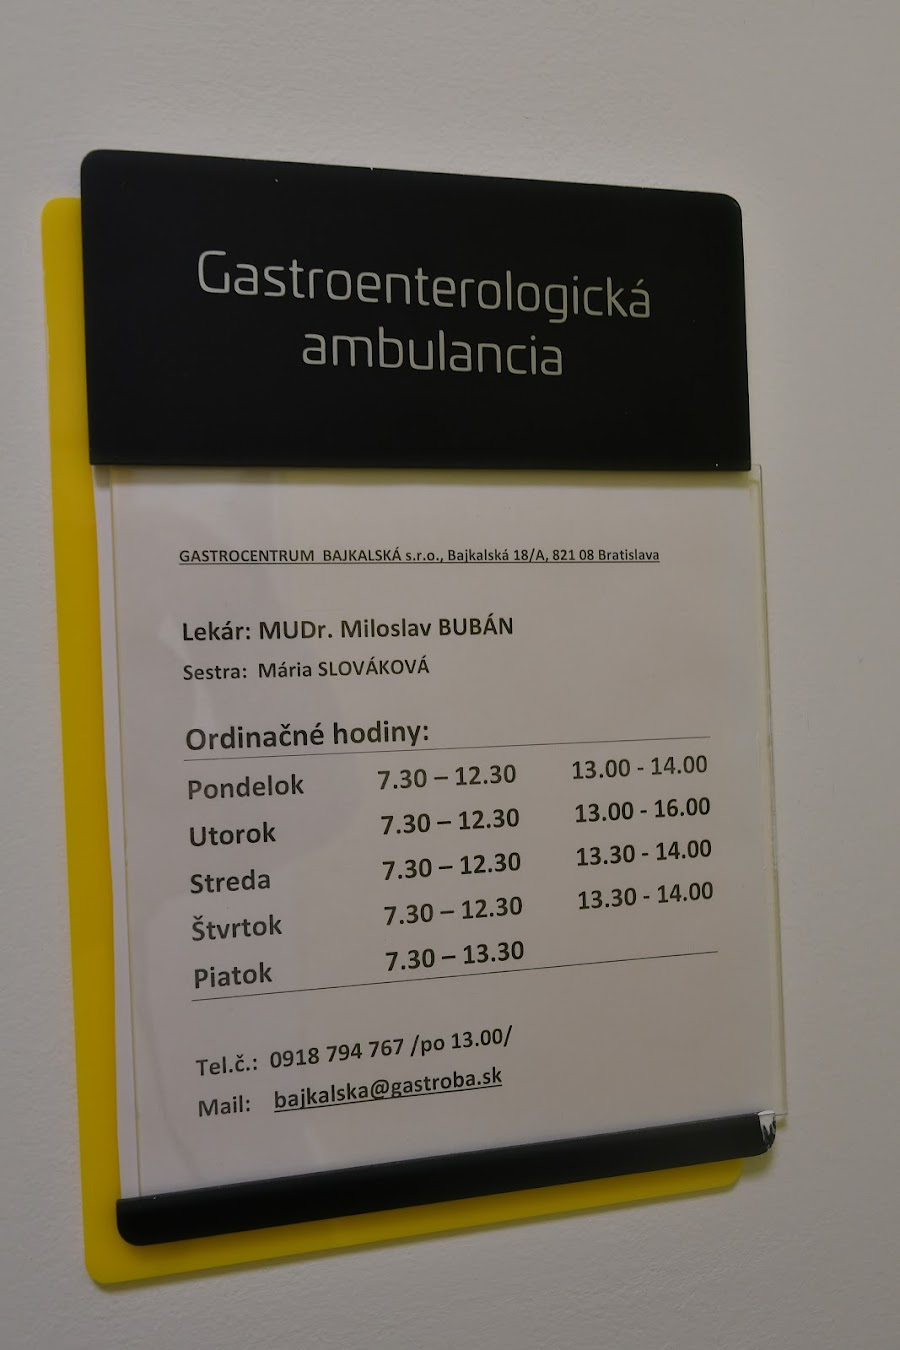 Gastroenterologická
ambulancia
GASTROCENTRUM BAJKALSKÁ s.r.o., Bajkalská 18/A, 821 08 Bratislava
Lekár: MUDr. Miloslav BUBÁN
Sestra: Mária SLOVÁKOVÁ
Ordinačné hodiny:
Pondelok 7.30 – 12.30 13.00 - 14.00
Utorok 7.30 – 12.30 13.00 - 16.00
Streda 7.30 – 12.30 13.30 - 14.00
Štvrtok 7.30 – 12.30 13.30 - 14.00
Piatok 7.30 – 13.30
Tel.č.: 0918 794 767 /po 13.00/
Mail: bajkalska@gastroba.sk